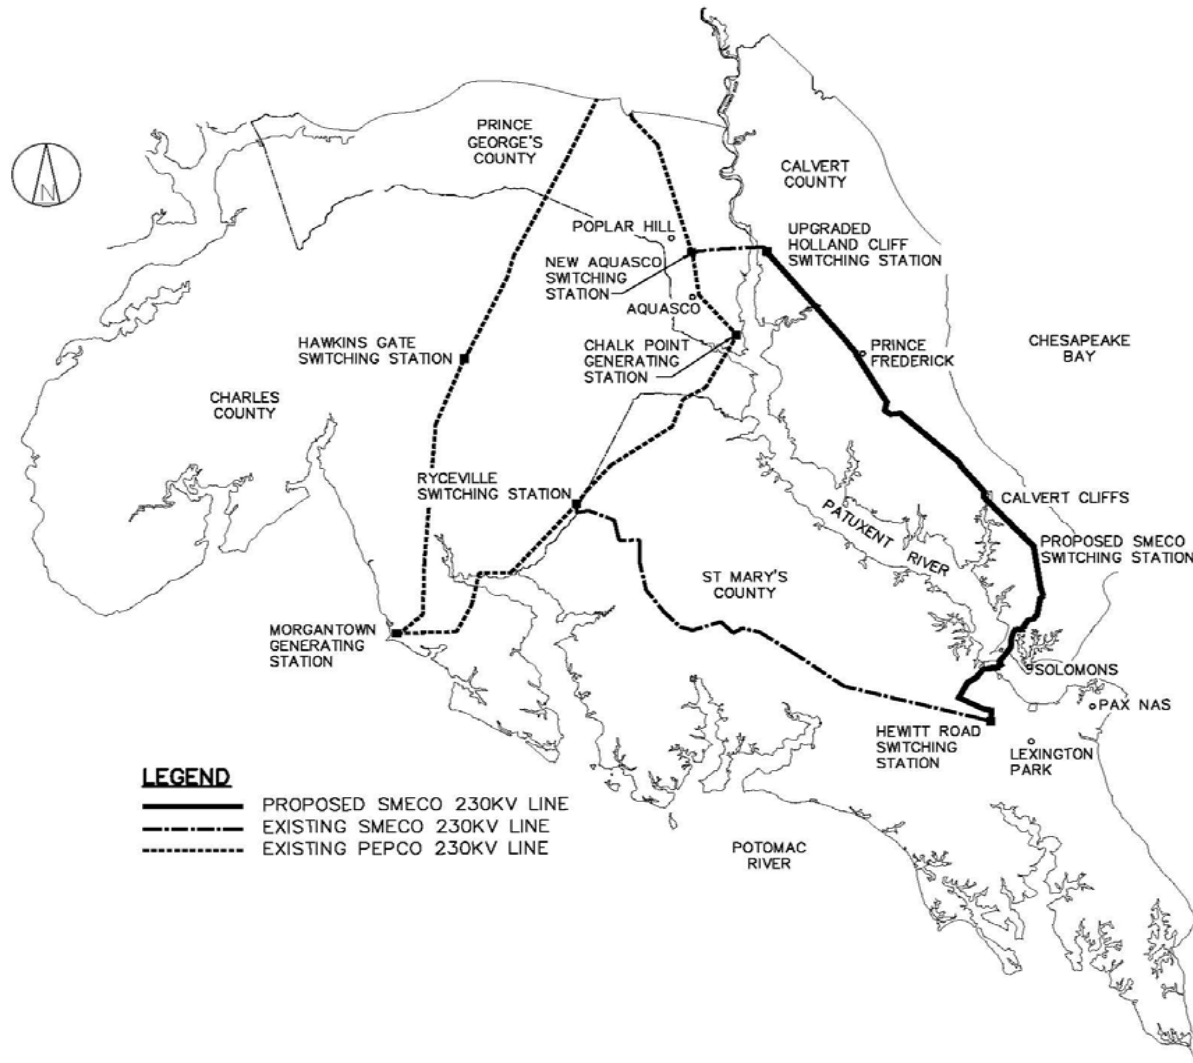 PRINCE
GEORGE'S
COUNTY
CALVERT
COUNTY
N
POPLAR HILL
UPGRADED
HOLLAND CLIFF
SWITCHING STATION
NEW AQUASCO
SWITCHING
STATION
AQUASCO
HAWKINS GATE
SWITCHING STATION
CHALK POINT
GENERATING
STATION
PRINCE
FREDERICK
CHESAPEAKE
BAY
CHARLES
COUNTY
RYCEVILLE
SWITCHING STATION
CALVERT CLIFFS
PATUXENT RIVER
PROPOSED SMECO
SWITCHING STATION
ST MARY'S
COUNTY
MORGANTOWN
GENERATING
STATION
SOLOMONS
PAX NAS
HEWITT ROAD
SWITCHING
STATION
LEXINGTON
PARK
LEGEND
PROPOSED SMECO 230KV LINE
EXISTING SMECO 230KV LINE
EXISTING PEPCO 230KV LINE
POTOMAC
RIVER